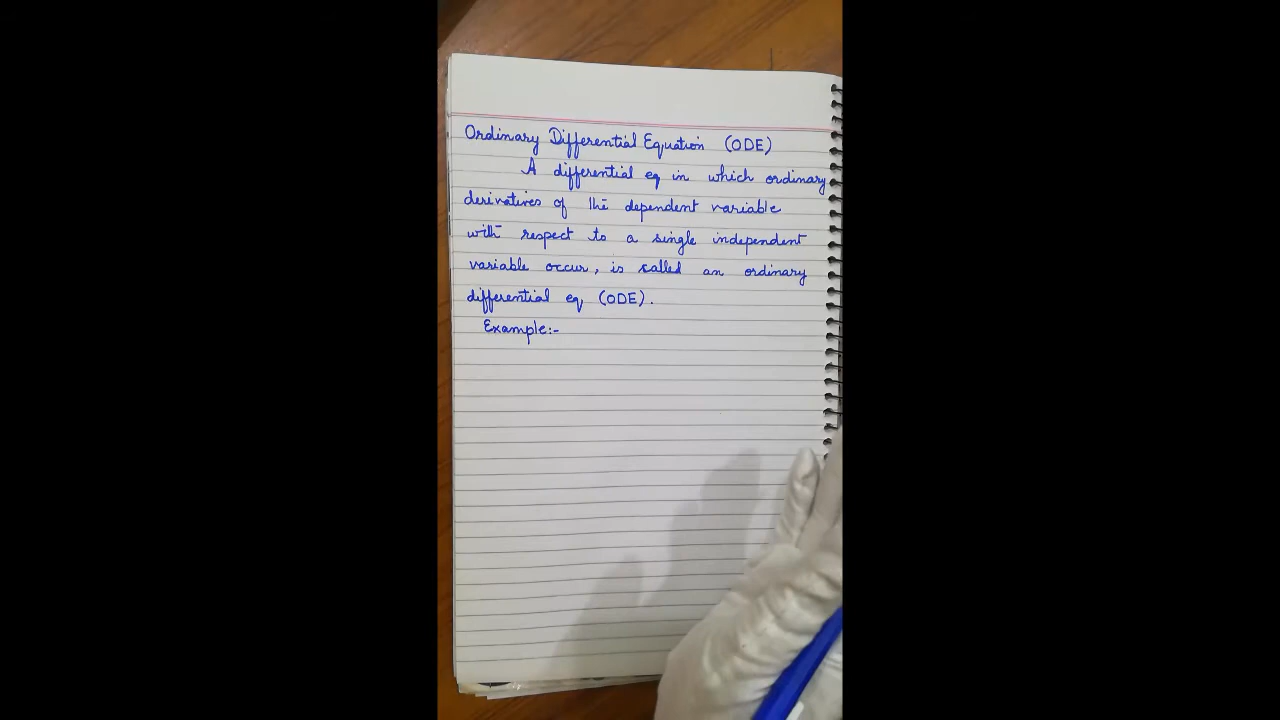 Ordinary Differential Equation (ODE)
A differential eq in which ordinary
derivatives of the dependent variable
with respect to a single independent
variable occur, is called an ordinary
differential eq (ODE).
Example:-